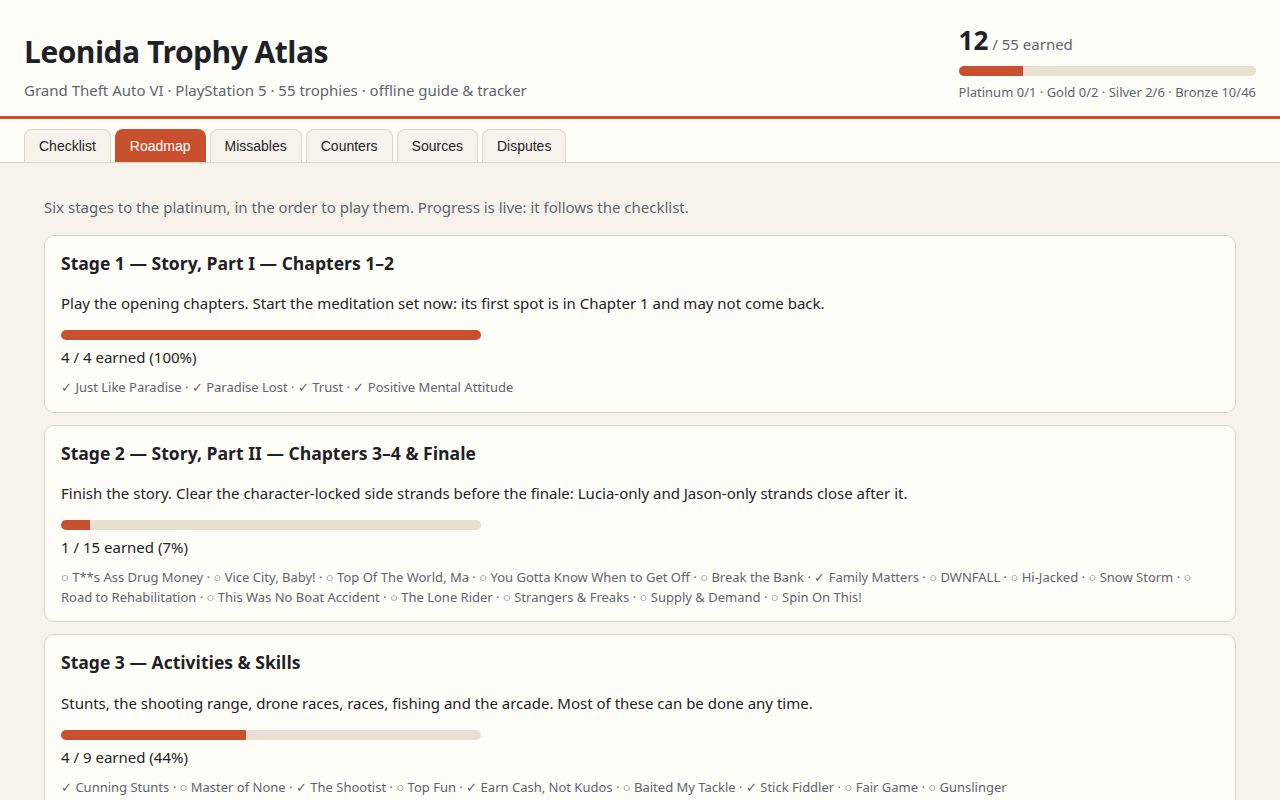 Leonida Trophy Atlas
Grand Theft Auto VI · PlayStation 5 · 55 trophies · offline guide & tracker
12 / 55 earned
Platinum 0/1 · Gold 0/2 · Silver 2/6 · Bronze 10/46
Checklist
Roadmap
Missables
Counters
Sources
Disputes
Six stages to the platinum, in the order to play them. Progress is live: it follows the checklist.
Stage 1 — Story, Part I — Chapters 1–2
Play the opening chapters. Start the meditation set now: its first spot is in Chapter 1 and may not come back.
4 / 4 earned (100%)
✓ Just Like Paradise · ✓ Paradise Lost · ✓ Trust · ✓ Positive Mental Attitude
Stage 2 — Story, Part II — Chapters 3–4 & Finale
Finish the story. Clear the character-locked side strands before the finale: Lucia-only and Jason-only strands close after it.
1 / 15 earned (7%)
○ T**s Ass Drug Money · ○ Vice City, Baby! · ○ Top Of The World, Ma · ○ You Gotta Know When to Get Off · ○ Break the Bank · ✓ Family Matters · ○ DWNFALL · ○ Hi-Jacked · ○ Snow Storm · ○
Road to Rehabilitation · ○ This Was No Boat Accident · ○ The Lone Rider · ○ Strangers & Freaks · ○ Supply & Demand · ○ Spin On This!
Stage 3 — Activities & Skills
Stunts, the shooting range, drone races, races, fishing and the arcade. Most of these can be done any time.
4 / 9 earned (44%)
✓ Cunning Stunts · ○ Master of None · ✓ The Shootist · ○ Top Fun · ✓ Earn Cash, Not Kudos · ○ Baited My Tackle · ✓ Stick Fiddler · ○ Fair Game · ○ Gunslinger